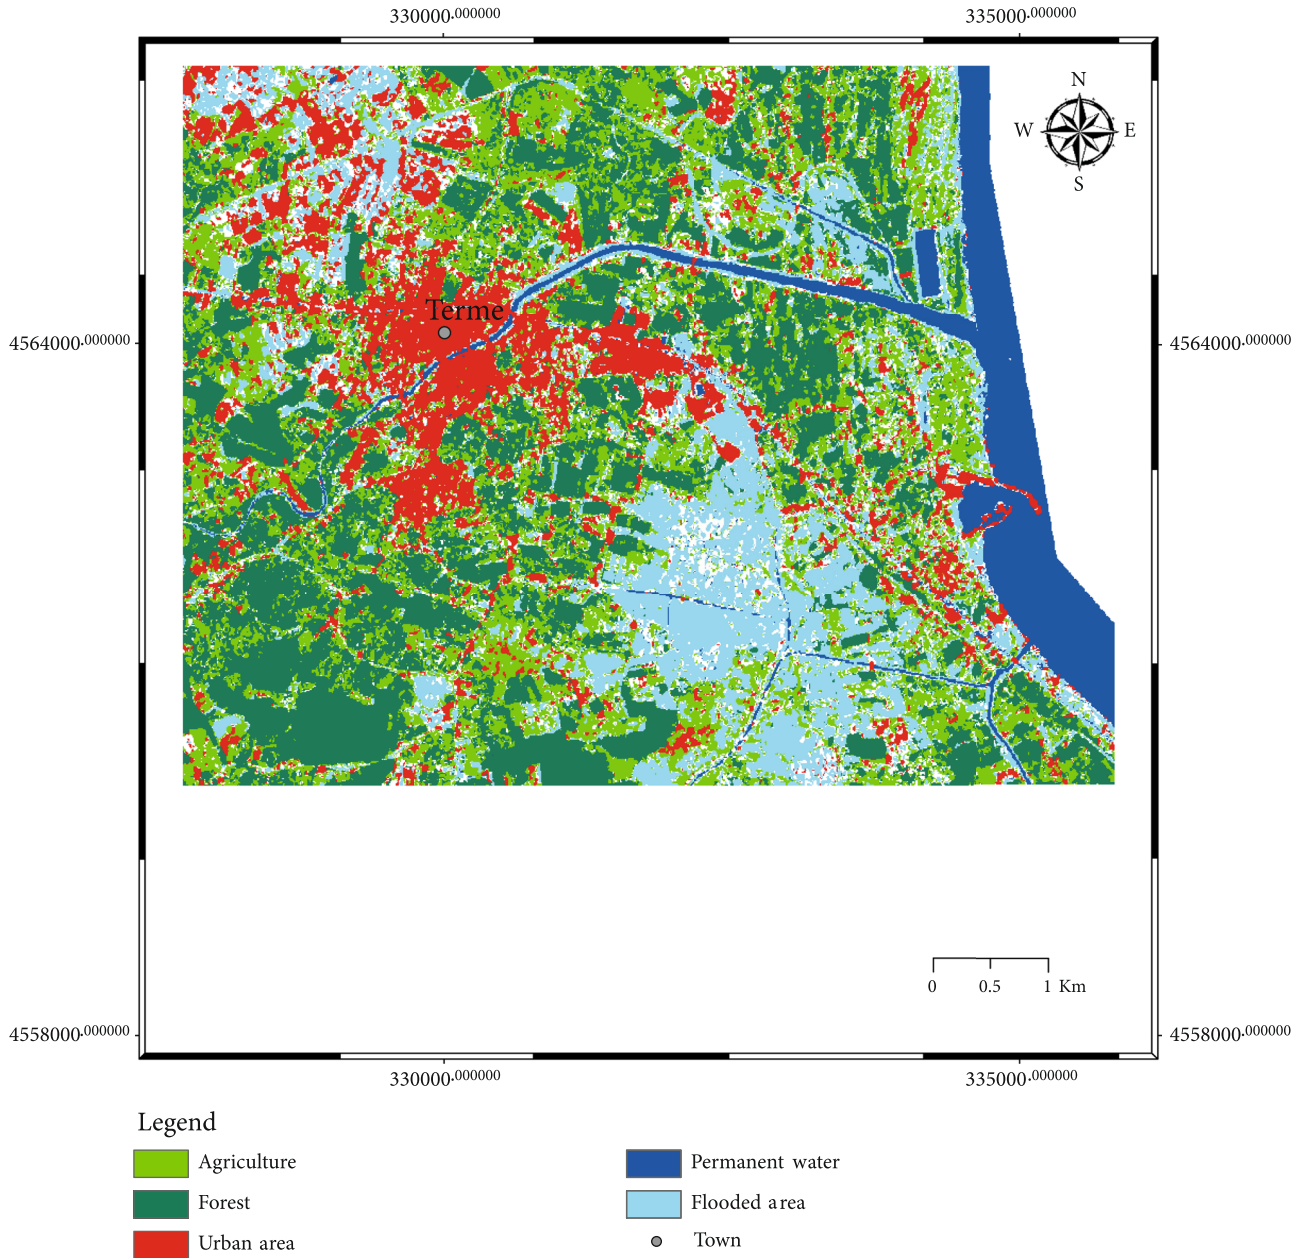 330000.000000 335000.000000
N
W E
S
Terme
4564000.000000 4564000.000000
0 0.5 1 Km
4558000.000000 4558000.000000
330000.000000 335000.000000
Legend
Agriculture Permanent water
Forest Flooded area
Urban area Town